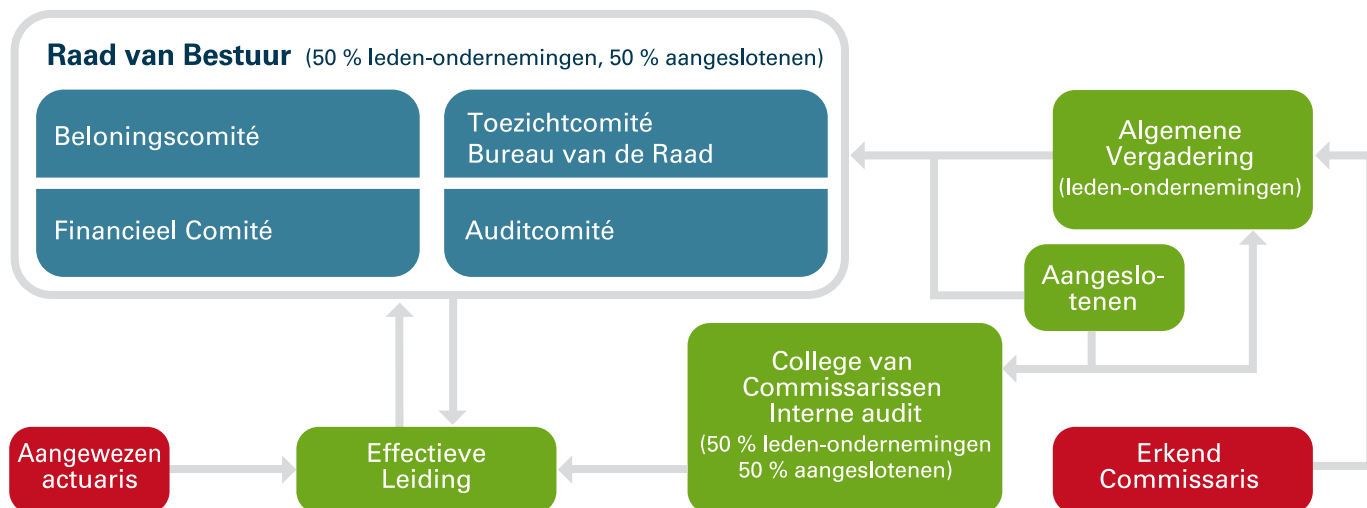 Raad van Bestuur (50 % leden-ondernemingen, 50 % aangeslotenen)
Beloningscomité
Toezichtcomité
Bureau van de Raad
Financieel Comité
Auditcomité
Algemene
Vergadering
(leden-ondernemingen)
Aangeslo-
tenen
College van
Commissarissen
Interne audit
(50 % leden-ondernemingen
50 % aangeslotenen)
Aangewezen
actuaris
Effectieve
Leiding
Erkend
Commissaris